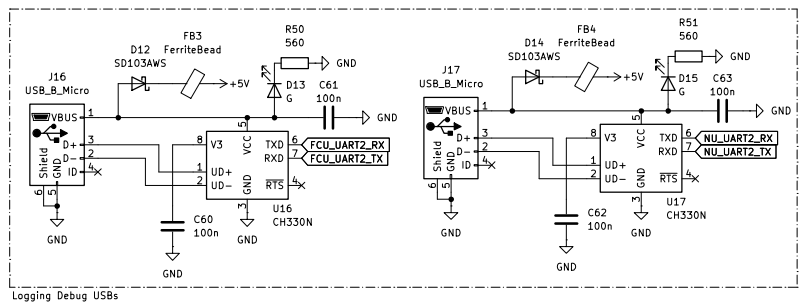 FB3
FerriteBead
D12
SD103AWS
+5V
R50
560
GND
D13
G
C61
100n
GND
J16
USB_B_Micro
VBUS
1
D+
3
D-
2
ID
4
Shield
GND
6
5
GND
5
VCC
8
V3
TXD
6
FCU_UART2_RX
RXD
7
FCU_UART2_TX
1
UD+
2
UD-
RTS
4
GND
3
U16
CH330N
GND
C60
100n
GND
FB4
FerriteBead
D14
SD103AWS
+5V
R51
560
GND
D15
G
C63
100n
GND
J17
USB_B_Micro
VBUS
1
D+
3
D-
2
ID
4
Shield
GND
6
5
GND
5
VCC
8
V3
TXD
6
NU_UART2_RX
RXD
7
NU_UART2_TX
1
UD+
2
UD-
RTS
4
GND
3
U17
CH330N
GND
C62
100n
GND
Logging Debug USBs